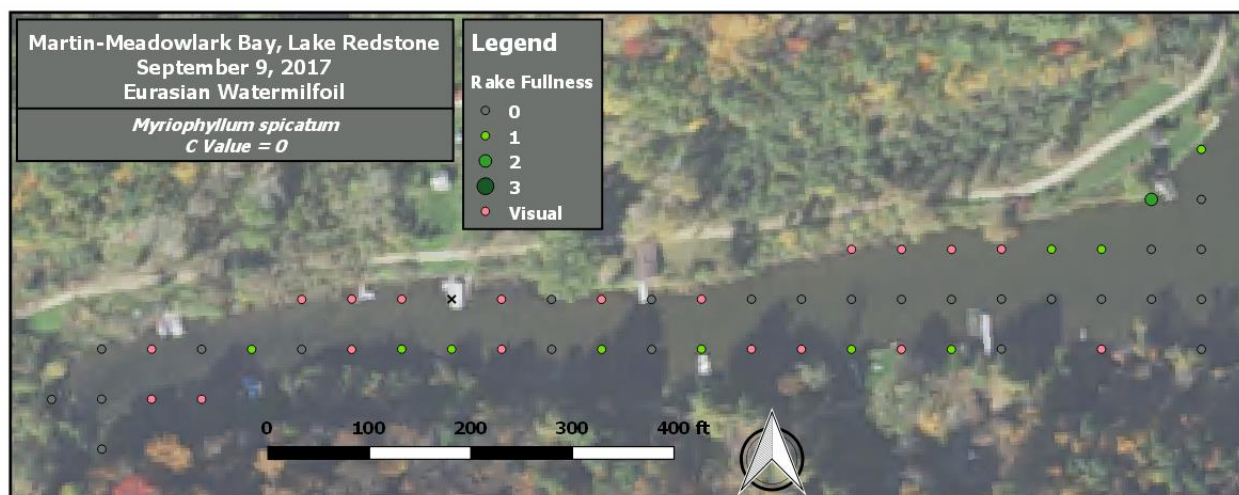 Martin-Meadowlark Bay, Lake Redstone
September 9, 2017
Eurasian Watermilfoil
Myriophyllum spicatum
C Value = 0
Legend
Rake Fullness
0
1
2
3
Visual
0 100 200 300 400 ft